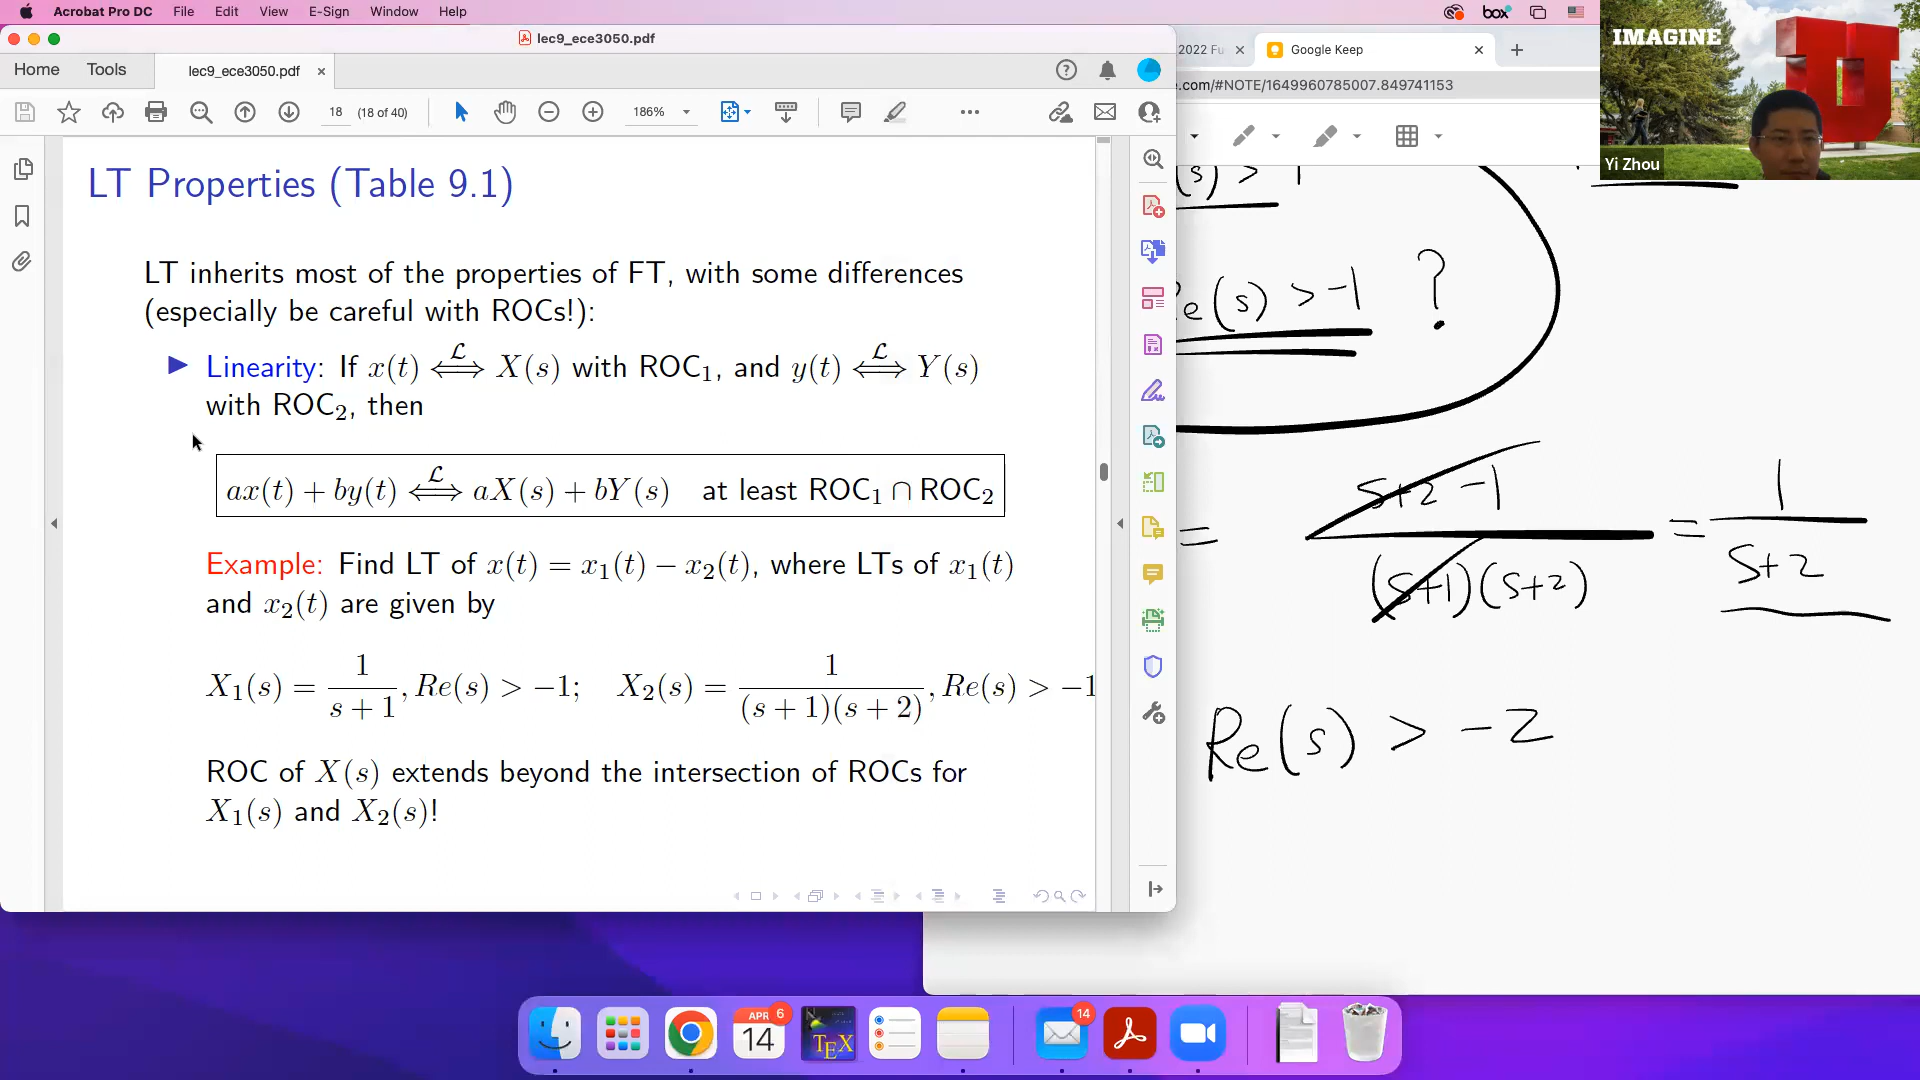 Acrobat Pro DC File Edit View E-Sign Window Help
box
lec9_ece3050.pdf
Home Tools lec9_ece3050.pdf ×
18 (18 of 40) 186%
LT Properties (Table 9.1)
LT inherits most of the properties of FT, with some differences
(especially be careful with ROCs!):
Linearity: If x(t) ⟺ℒ X(s) with ROC₁, and y(t) ⟺ℒ Y(s)
with ROC₂, then
ax(t) + by(t) ⟺ℒ aX(s) + bY(s) at least ROC₁ ∩ ROC₂
Example: Find LT of x(t) = x₁(t) − x₂(t), where LTs of x₁(t)
and x₂(t) are given by
X₁(s) = 1/(s + 1), Re(s) > −1; X₂(s) = 1/((s + 1)(s + 2)), Re(s) > −1
ROC of X(s) extends beyond the intersection of ROCs for
X₁(s) and X₂(s)!
2022 Fu × Google Keep × +
e.com/#NOTE/1649960785007.849741153
IMAGINE
U
Yi Zhou
(s) >
Re(s) > -1 ?
= (s+2 -1)/((s+1)(s+2)) = 1/(s+2)
Re(s) > -2
APR 6
14
TEX
14